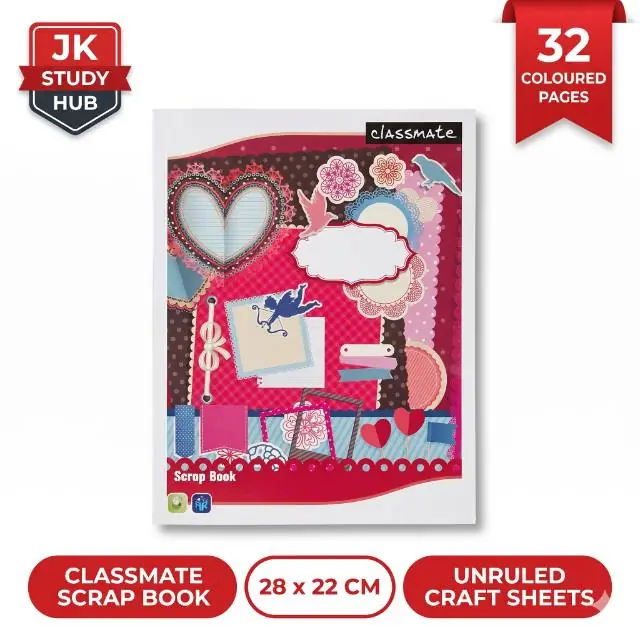 JK
STUDY
HUB
32
COLOURED
PAGES
classmate
Scrap Book
CLASSMATE
SCRAP BOOK
28 x 22 CM
UNRULED
CRAFT SHEETS